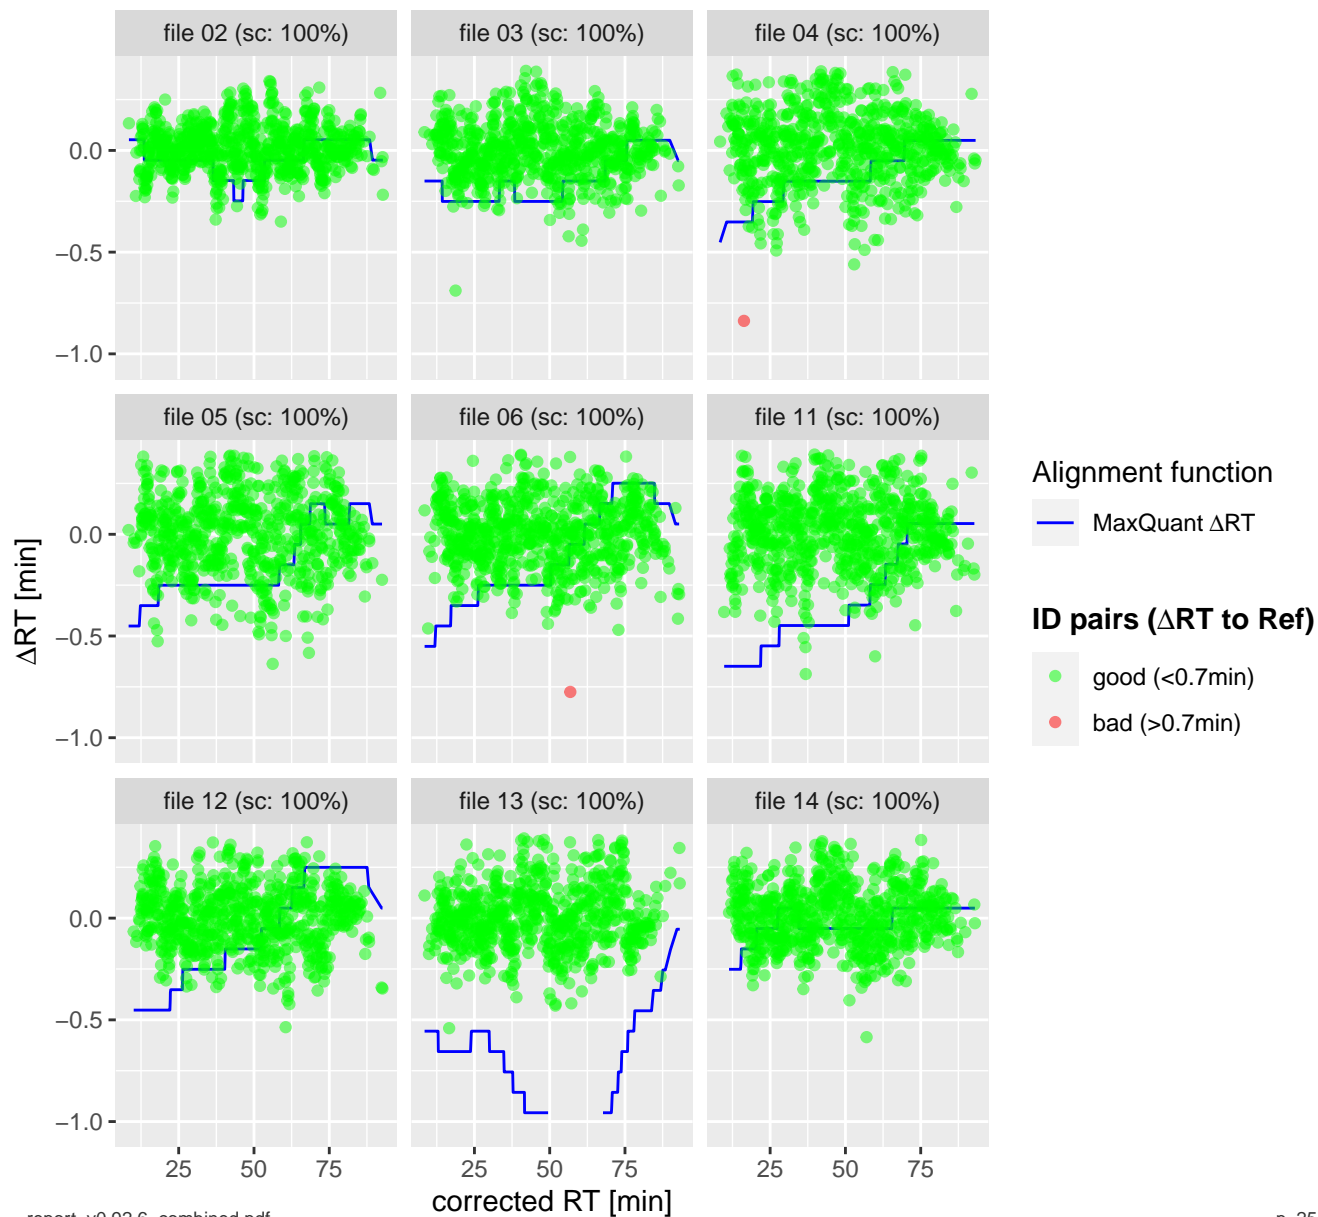 file 02 (sc: 100%)
file 03 (sc: 100%)
file 04 (sc: 100%)
0.0
−0.5
−1.0
file 05 (sc: 100%)
file 06 (sc: 100%)
file 11 (sc: 100%)
0.0
−0.5
−1.0
file 12 (sc: 100%)
file 13 (sc: 100%)
file 14 (sc: 100%)
0.0
−0.5
−1.0
25 50 75
25 50 75
25 50 75
corrected RT [min]
ΔRT [min]
Alignment function
MaxQuant ΔRT
ID pairs (ΔRT to Ref)
good (<0.7min)
bad (>0.7min)